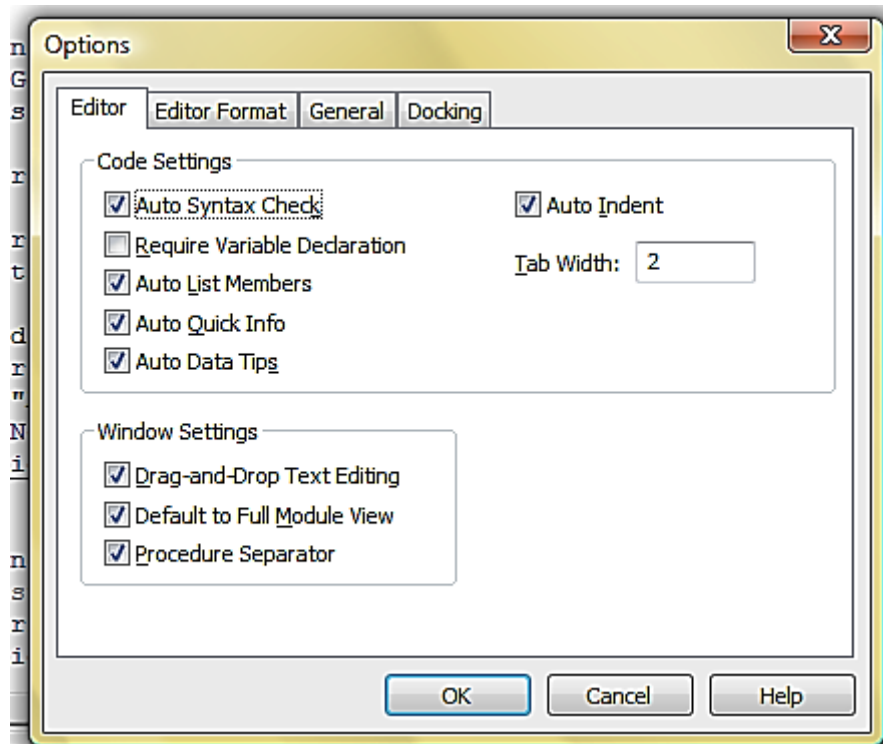 Options
Editor
Editor Format
General
Docking
Code Settings
Auto Syntax Check
Auto Indent
Require Variable Declaration
Tab Width: 2
Auto List Members
Auto Quick Info
Auto Data Tips
Window Settings
Drag-and-Drop Text Editing
Default to Full Module View
Procedure Separator
OK
Cancel
Help
n
G
s
r
r
t
d
r
"
N
i
n
s
r
i